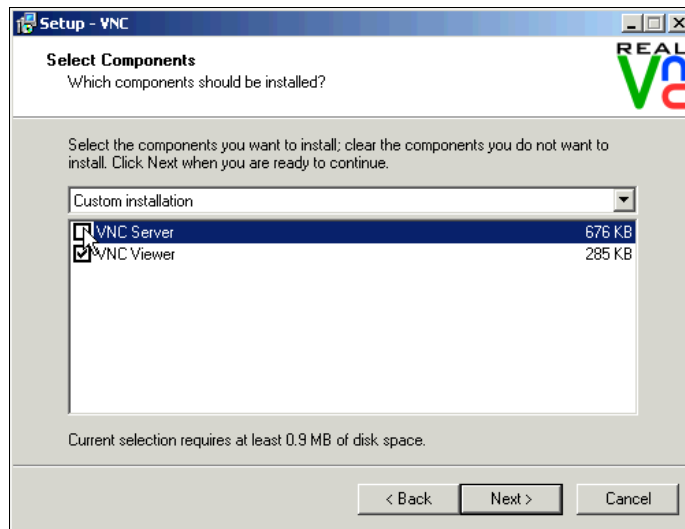 Setup - VNC
Select Components
Which components should be installed?
REAL
vnc
Select the components you want to install; clear the components you do not want to
install. Click Next when you are ready to continue.
Custom installation
VNC Server 676 KB
VNC Viewer 285 KB
Current selection requires at least 0.9 MB of disk space.
< Back Next > Cancel